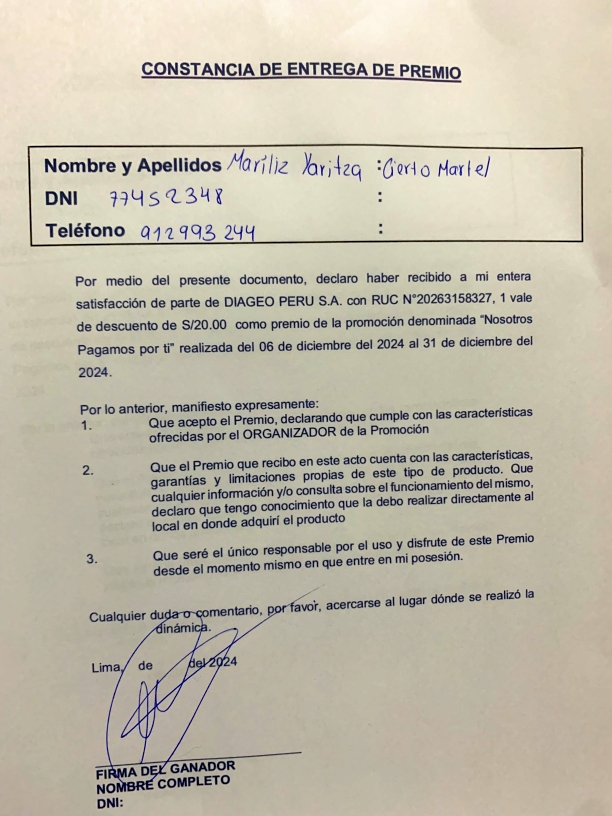 CONSTANCIA DE ENTREGA DE PREMIO
Nombre y Apellidos Maríliz Yaritza : Cierto Martel
DNI 77452348 :
Teléfono 912993244 :
Por medio del presente documento, declaro haber recibido a mi entera
satisfacción de parte de DIAGEO PERU S.A. con RUC N°20263158327, 1 vale
de descuento de S/20.00 como premio de la promoción denominada "Nosotros
Pagamos por ti" realizada del 06 de diciembre del 2024 al 31 de diciembre del
2024.
Por lo anterior, manifiesto expresamente:
1. Que acepto el Premio, declarando que cumple con las características
ofrecidas por el ORGANIZADOR de la Promoción
2. Que el Premio que recibo en este acto cuenta con las características,
garantías y limitaciones propias de este tipo de producto. Que
cualquier información y/o consulta sobre el funcionamiento del mismo,
declaro que tengo conocimiento que la debo realizar directamente al
local en donde adquirí el producto
3. Que seré el único responsable por el uso y disfrute de este Premio
desde el momento mismo en que entre en mi posesión.
Cualquier duda o comentario, por favor, acercarse al lugar dónde se realizó la
dinámica.
Lima, de del 2024
FIRMA DEL GANADOR
NOMBRE COMPLETO
DNI: